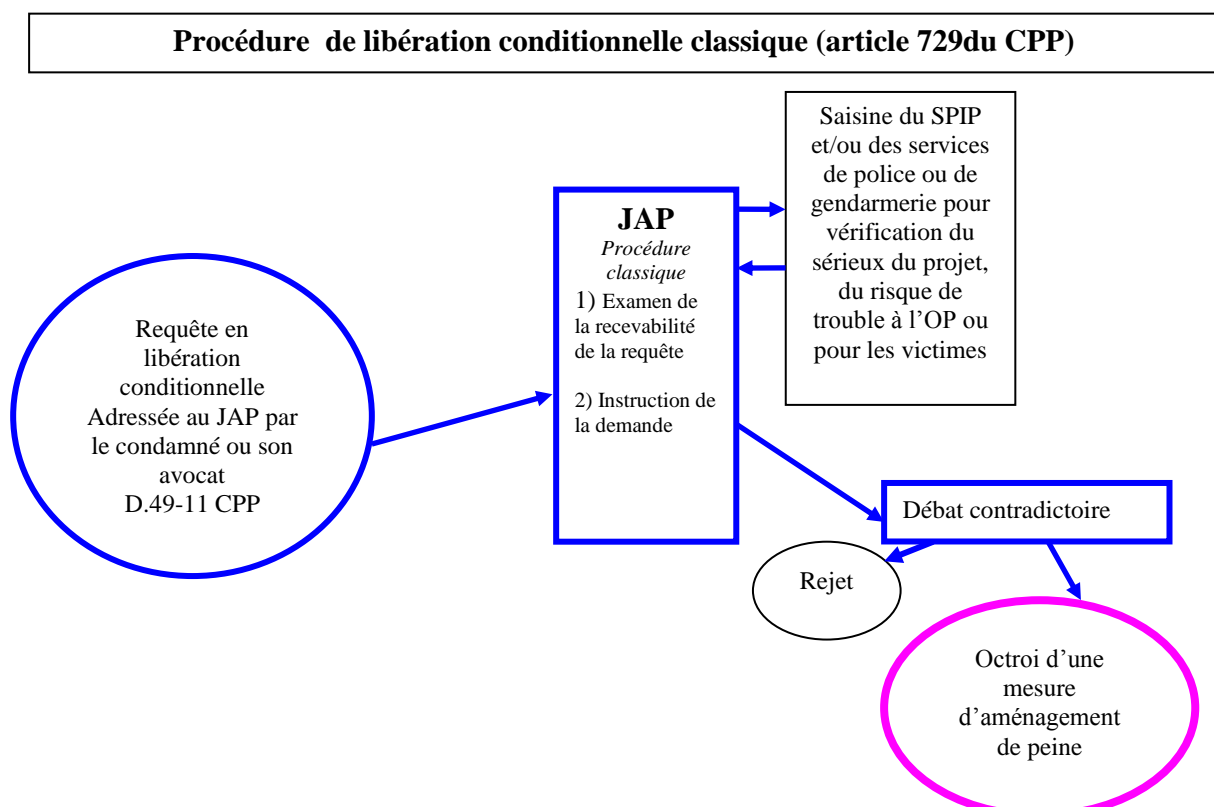 Procédure  de libération conditionnelle classique (article 729du CPP)
Requête en
libération
conditionnelle
Adressée au JAP par
le condamné ou son
avocat
D.49-11 CPP
JAP
Procédure
classique
1) Examen de
la recevabilité
de la requête
2) Instruction de
la demande
Saisine du SPIP
et/ou des services
de police ou de
gendarmerie pour
vérification du
sérieux du projet,
du risque de
trouble à l’OP ou
pour les victimes
Débat contradictoire
Rejet
Octroi d’une
mesure
d’aménagement
de peine